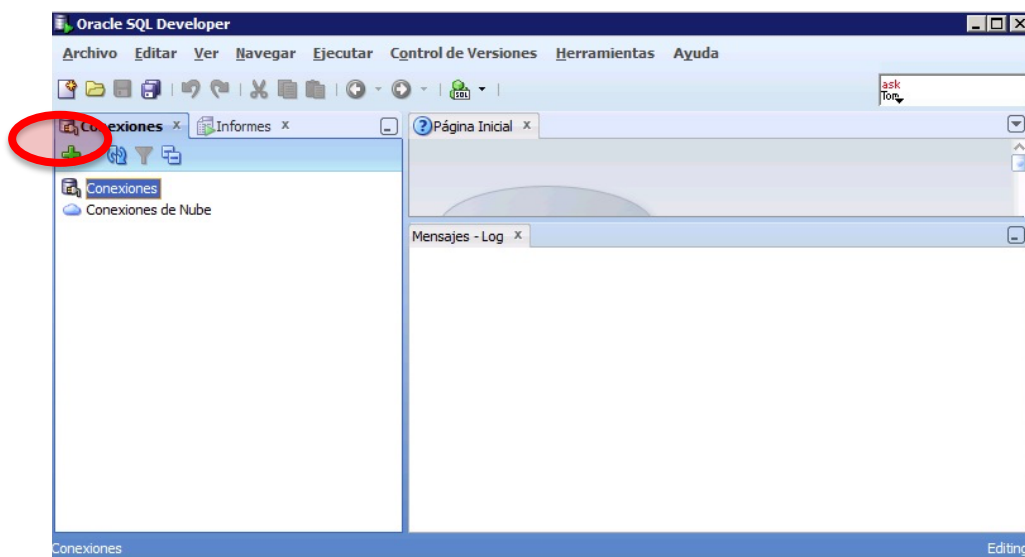 Oracle SQL Developer
Archivo Editar Ver Navegar Ejecutar Control de Versiones Herramientas Ayuda
SQL
ask
Tom
Conexiones x Informes x
Página Inicial x
Conexiones
Conexiones de Nube
Mensajes - Log x
Conexiones
Editing